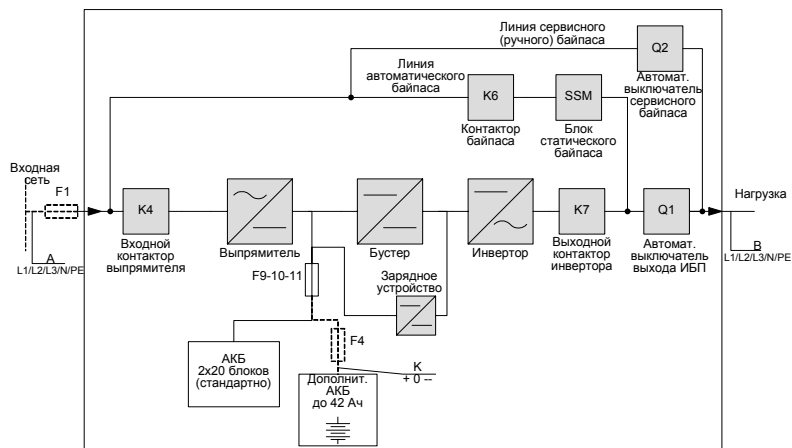 Линия сервисного
(ручного) байпаса
Q2
Линия
автоматического
байпаса
Автомат.
выключатель
сервисного
байпаса
K6
SSM
Контактор
байпаса
Блок
статического
байпаса
Входная
сеть
F1
Нагрузка
K4
K7
Q1
A
L1/L2/L3/N/PE
B
L1/L2/L3/N/PE
Входной
контактор
выпрямителя
Выпрямитель
Бустер
Инвертор
Выходной
контактор
инвертора
Автомат.
выключатель
выхода ИБП
F9-10-11
Зарядное
устройство
F4
АКБ
2x20 блоков
(стандартно)
K
+ 0 --
Дополнит.
АКБ
до 42 Ач